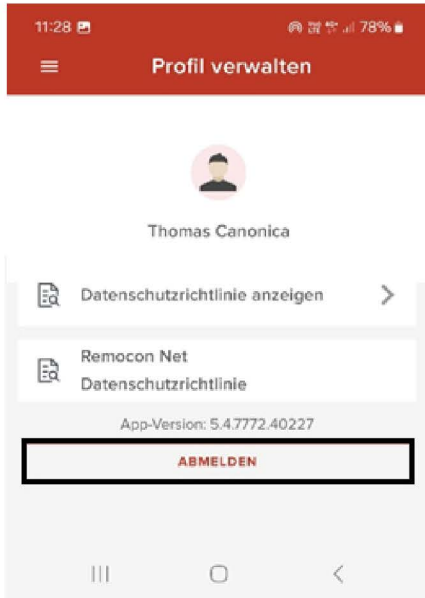 11:28 78%
Profil verwalten
Thomas Canonica
Datenschutzrichtlinie anzeigen
Remocon Net
Datenschutzrichtlinie
App-Version: 5.4.7772.40227
ABMELDEN